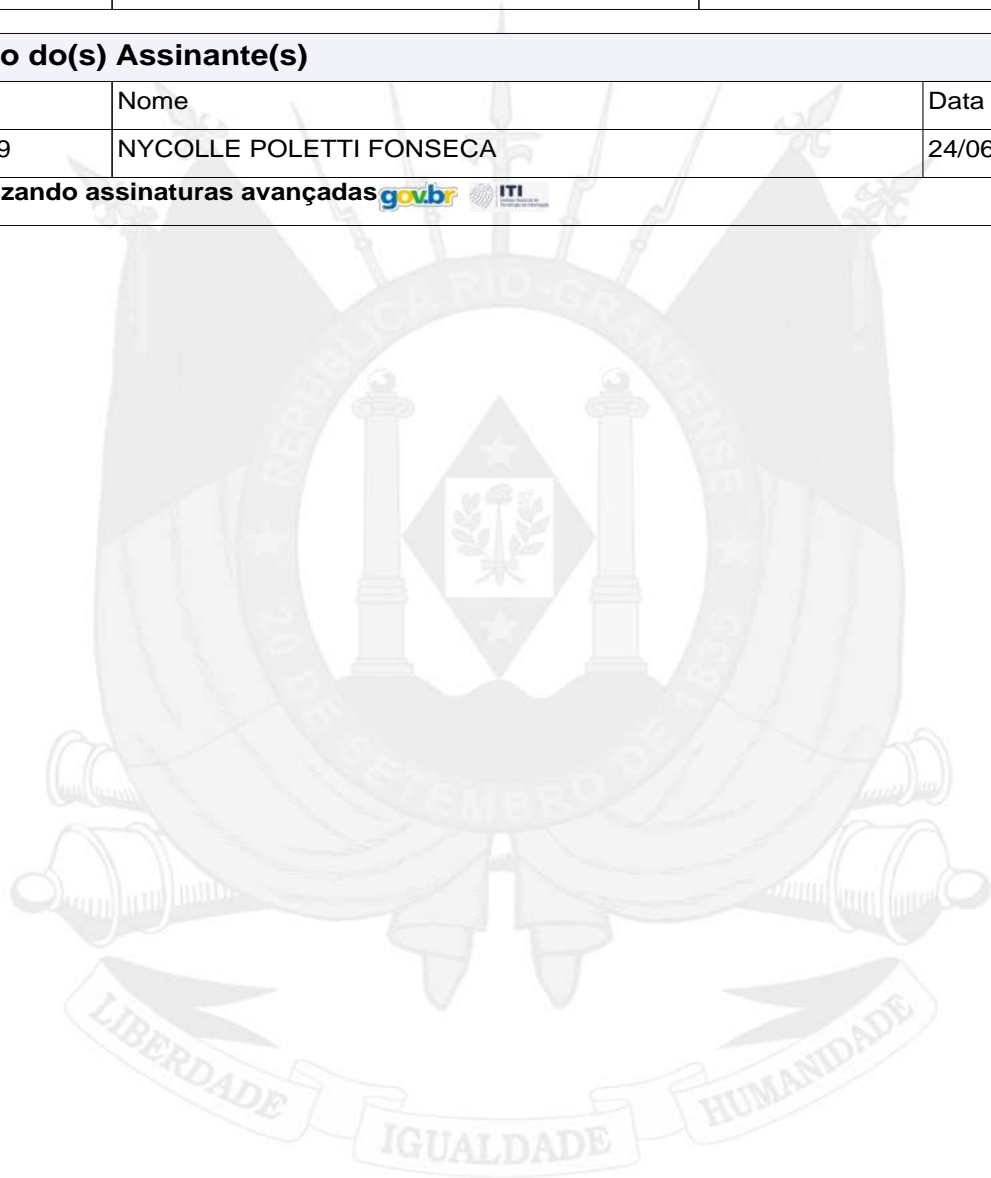 o do(s) Assinante(s)
Nome Data
9 NYCOLLE POLETTI FONSECA 24/06
zando assinaturas avançadas gov.br ITI
REPUBLICA RIO-GRANDENSE
20 DE SETEMBRO DE 1835
LIBERDADE IGUALDADE HUMANIDADE